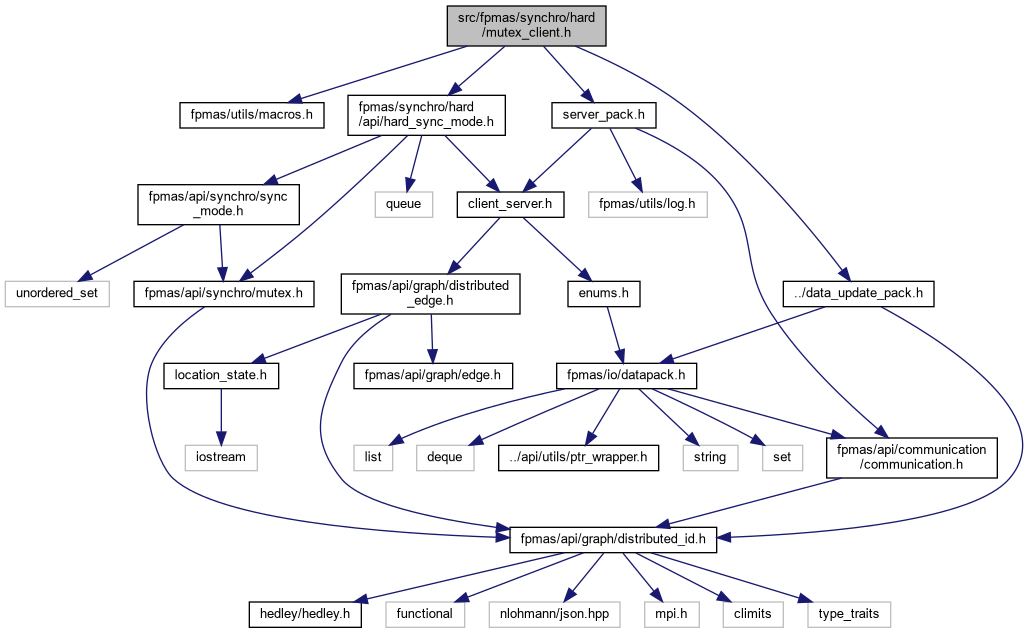 src/fpmas/synchro/hard
/mutex_client.h
fpmas/utils/macros.h
fpmas/synchro/hard
/api/hard_sync_mode.h
server_pack.h
fpmas/api/synchro/sync
_mode.h
queue
client_server.h
fpmas/utils/log.h
unordered_set
fpmas/api/synchro/mutex.h
fpmas/api/graph/distributed
_edge.h
enums.h
../data_update_pack.h
location_state.h
fpmas/api/graph/edge.h
fpmas/io/datapack.h
iostream
list
deque
../api/utils/ptr_wrapper.h
string
set
fpmas/api/communication
/communication.h
fpmas/api/graph/distributed_id.h
hedley/hedley.h
functional
nlohmann/json.hpp
mpi.h
climits
type_traits